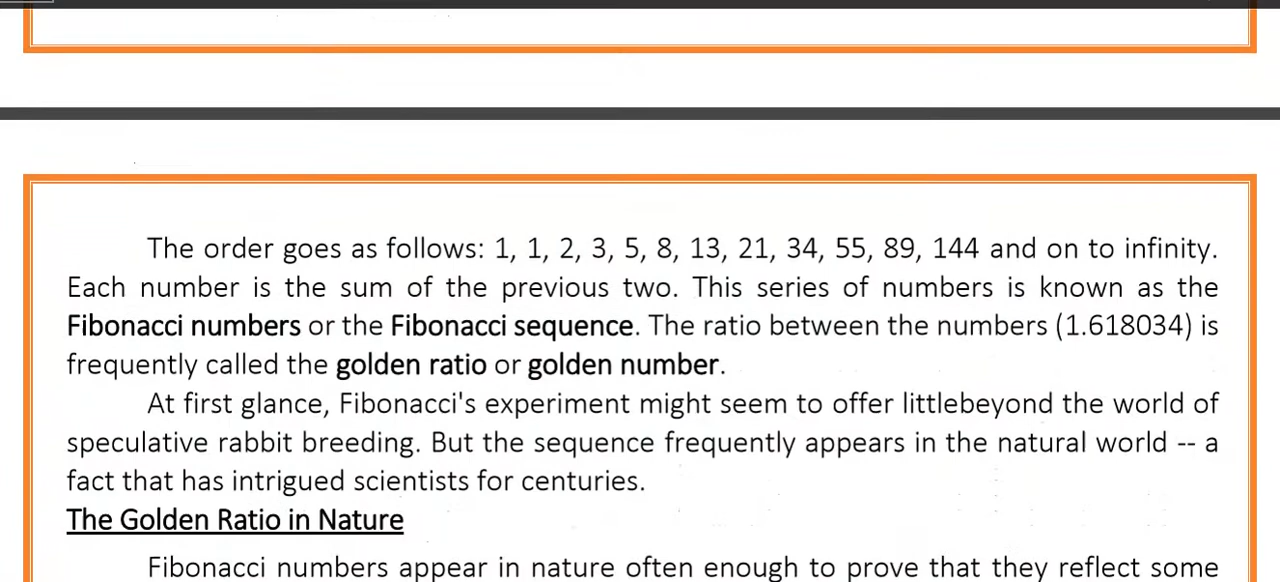 The order goes as follows: 1, 1, 2, 3, 5, 8, 13, 21, 34, 55, 89, 144 and on to infinity.
Each number is the sum of the previous two. This series of numbers is known as the
Fibonacci numbers or the Fibonacci sequence. The ratio between the numbers (1.618034) is
frequently called the golden ratio or golden number.
At first glance, Fibonacci's experiment might seem to offer littlebeyond the world of
speculative rabbit breeding. But the sequence frequently appears in the natural world -- a
fact that has intrigued scientists for centuries.
The Golden Ratio in Nature
Fibonacci numbers appear in nature often enough to prove that they reflect some